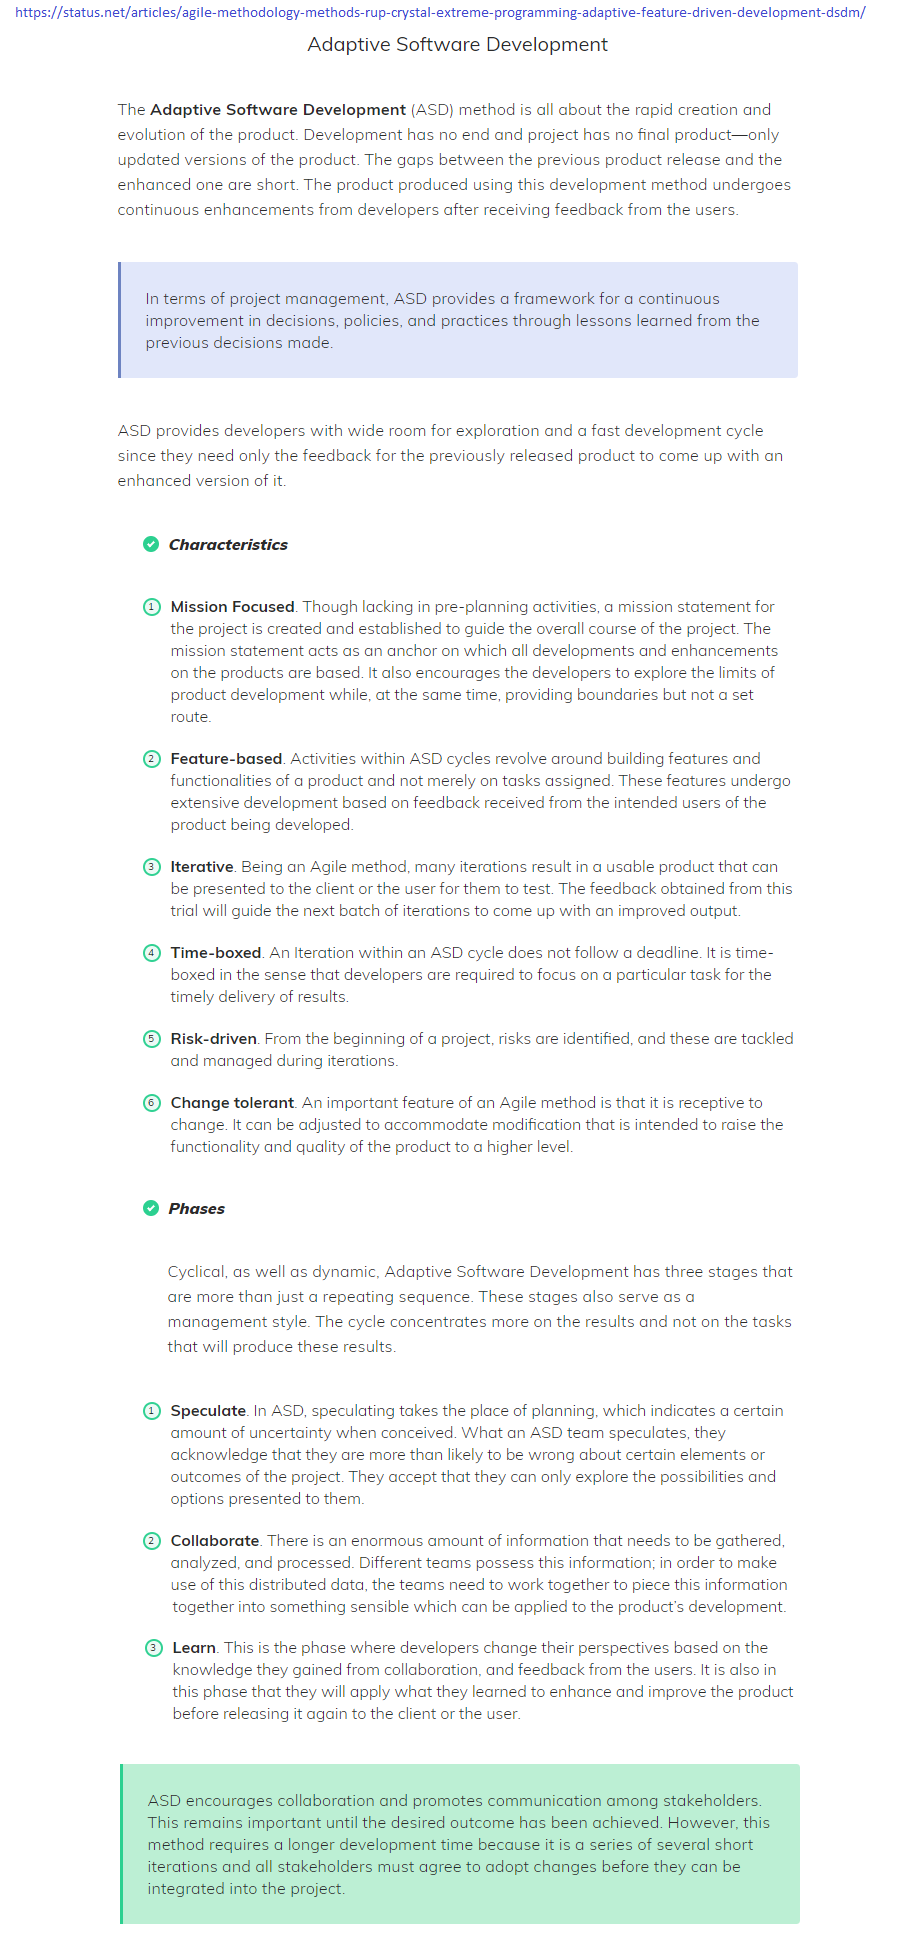 https://status.net/articles/agile-methodology-methods-rup-crystal-extreme-programming-adaptive-feature-driven-development-dsdm/
Adaptive Software Development
The Adaptive Software Development (ASD) method is all about the rapid creation and
evolution of the product. Development has no end and project has no final product—only
updated versions of the product. The gaps between the previous product release and the
enhanced one are short. The product produced using this development method undergoes
continuous enhancements from developers after receiving feedback from the users.
In terms of project management, ASD provides a framework for a continuous
improvement in decisions, policies, and practices through lessons learned from the
previous decisions made.
ASD provides developers with wide room for exploration and a fast development cycle
since they need only the feedback for the previously released product to come up with an
enhanced version of it.
Characteristics
1 Mission Focused. Though lacking in pre-planning activities, a mission statement for
the project is created and established to guide the overall course of the project. The
mission statement acts as an anchor on which all developments and enhancements
on the products are based. It also encourages the developers to explore the limits of
product development while, at the same time, providing boundaries but not a set
route.
2 Feature-based. Activities within ASD cycles revolve around building features and
functionalities of a product and not merely on tasks assigned. These features undergo
extensive development based on feedback received from the intended users of the
product being developed.
3 Iterative. Being an Agile method, many iterations result in a usable product that can
be presented to the client or the user for them to test. The feedback obtained from this
trial will guide the next batch of iterations to come up with an improved output.
4 Time-boxed. An Iteration within an ASD cycle does not follow a deadline. It is time-
boxed in the sense that developers are required to focus on a particular task for the
timely delivery of results.
5 Risk-driven. From the beginning of a project, risks are identified, and these are tackled
and managed during iterations.
6 Change tolerant. An important feature of an Agile method is that it is receptive to
change. It can be adjusted to accommodate modification that is intended to raise the
functionality and quality of the product to a higher level.
Phases
Cyclical, as well as dynamic, Adaptive Software Development has three stages that
are more than just a repeating sequence. These stages also serve as a
management style. The cycle concentrates more on the results and not on the tasks
that will produce these results.
1 Speculate. In ASD, speculating takes the place of planning, which indicates a certain
amount of uncertainty when conceived. What an ASD team speculates, they
acknowledge that they are more than likely to be wrong about certain elements or
outcomes of the project. They accept that they can only explore the possibilities and
options presented to them.
2 Collaborate. There is an enormous amount of information that needs to be gathered,
analyzed, and processed. Different teams possess this information; in order to make
use of this distributed data, the teams need to work together to piece this information
together into something sensible which can be applied to the product's development.
3 Learn. This is the phase where developers change their perspectives based on the
knowledge they gained from collaboration, and feedback from the users. It is also in
this phase that they will apply what they learned to enhance and improve the product
before releasing it again to the client or the user.
ASD encourages collaboration and promotes communication among stakeholders.
This remains important until the desired outcome has been achieved. However, this
method requires a longer development time because it is a series of several short
iterations and all stakeholders must agree to adopt changes before they can be
integrated into the project.